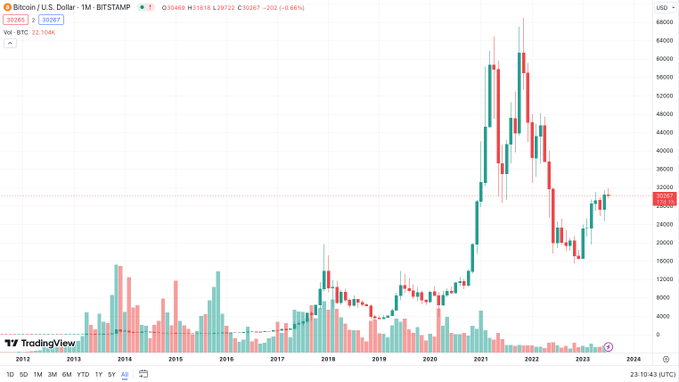 Bitcoin / U.S. Dollar · 1M · BITSTAMP
O30469 H31818 L29722 C30267 −202 (−0.66%)
30265 2 30267
Vol · BTC 22.104K
USD
68000
64000
60000
56000
52000
48000
44000
40000
36000
32000
30267
17d 1h
28000
24000
20000
16000
12000
8000
4000
0
TradingView
2012 2013 2014 2015 2016 2017 2018 2019 2020 2021 2022 2023 2024
1D 5D 1M 3M 6M YTD 1Y 5Y All
23:10:43 (UTC)